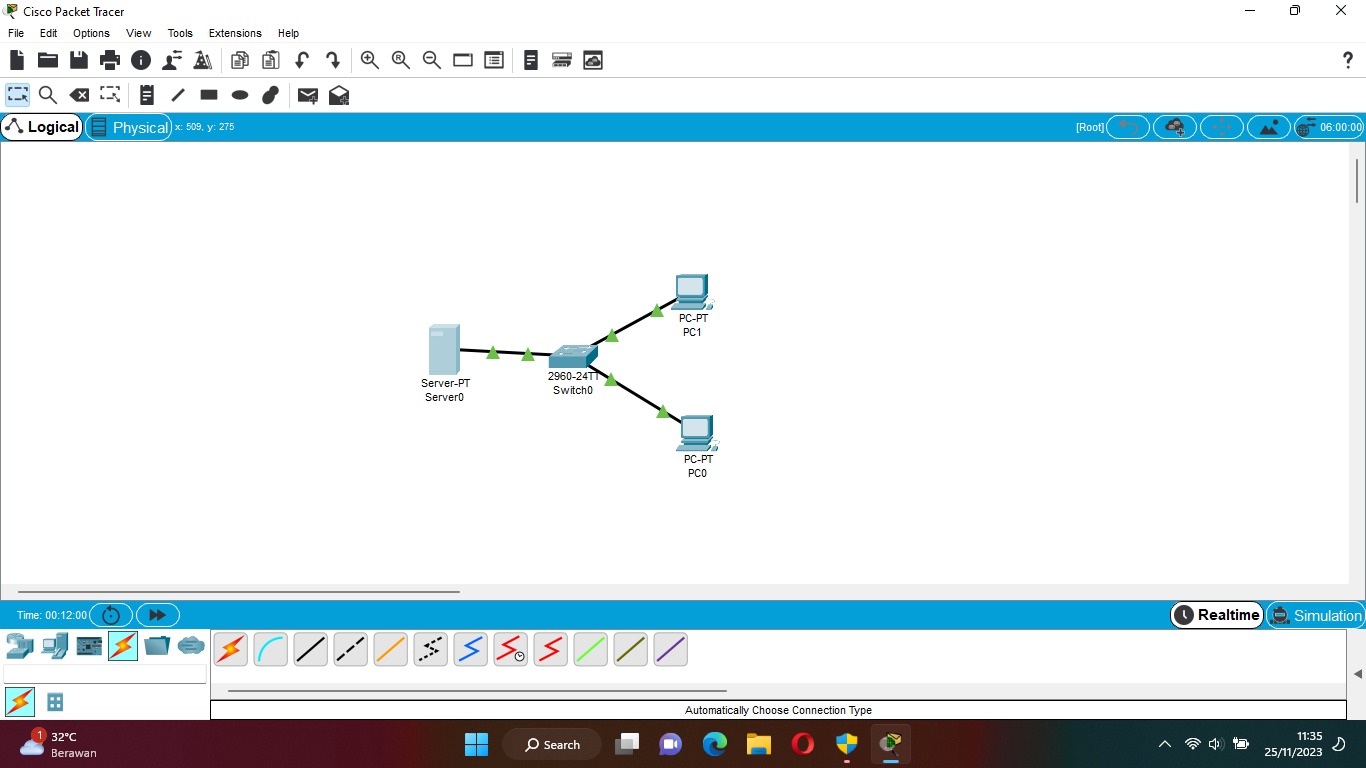 Cisco Packet Tracer
File Edit Options View Tools Extensions Help
R
?
Logical Physical x: 509, y: 275 [Root] 06:00:00
PC-PT
PC1
Server-PT
Server0
2960-24TT
Switch0
PC-PT
PC0
Time: 00:12:00 Realtime Simulation
Automatically Choose Connection Type
1 32°C
Berawan
Search
11:35
25/11/2023